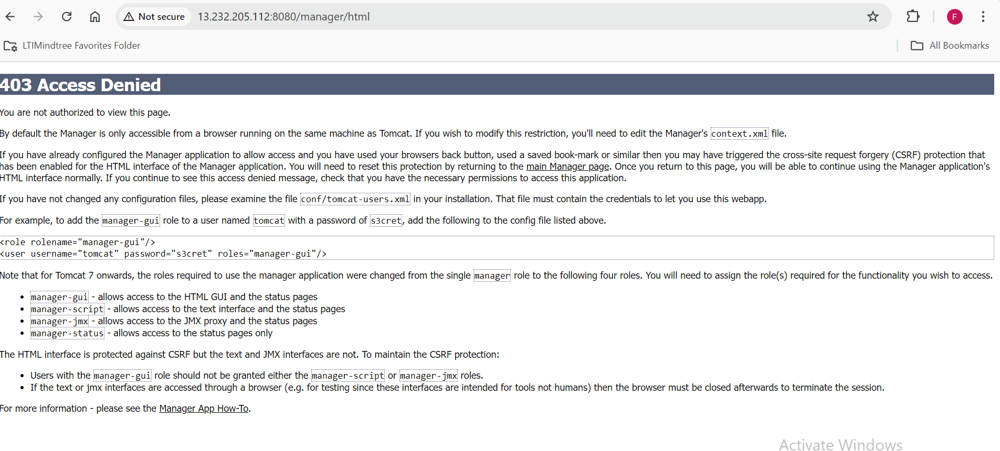 Not secure 13.232.205.112:8080/manager/html F
LTIMindtree Favorites Folder All Bookmarks
403 Access Denied
You are not authorized to view this page.
By default the Manager is only accessible from a browser running on the same machine as Tomcat. If you wish to modify this restriction, you'll need to edit the Manager's context.xml file.
If you have already configured the Manager application to allow access and you have used your browsers back button, used a saved book-mark or similar then you may have triggered the cross-site request forgery (CSRF) protection that
has been enabled for the HTML interface of the Manager application. You will need to reset this protection by returning to the main Manager page. Once you return to this page, you will be able to continue using the Manager application's
HTML interface normally. If you continue to see this access denied message, check that you have the necessary permissions to access this application.
If you have not changed any configuration files, please examine the file conf/tomcat-users.xml in your installation. That file must contain the credentials to let you use this webapp.
For example, to add the manager-gui role to a user named tomcat with a password of s3cret, add the following to the config file listed above.
<role rolename="manager-gui"/>
<user username="tomcat" password="s3cret" roles="manager-gui"/>
Note that for Tomcat 7 onwards, the roles required to use the manager application were changed from the single manager role to the following four roles. You will need to assign the role(s) required for the functionality you wish to access.
• manager-gui - allows access to the HTML GUI and the status pages
• manager-script - allows access to the text interface and the status pages
• manager-jmx - allows access to the JMX proxy and the status pages
• manager-status - allows access to the status pages only
The HTML interface is protected against CSRF but the text and JMX interfaces are not. To maintain the CSRF protection:
• Users with the manager-gui role should not be granted either the manager-script or manager-jmx roles.
• If the text or jmx interfaces are accessed through a browser (e.g. for testing since these interfaces are intended for tools not humans) then the browser must be closed afterwards to terminate the session.
For more information - please see the Manager App How-To.
Activate Windows